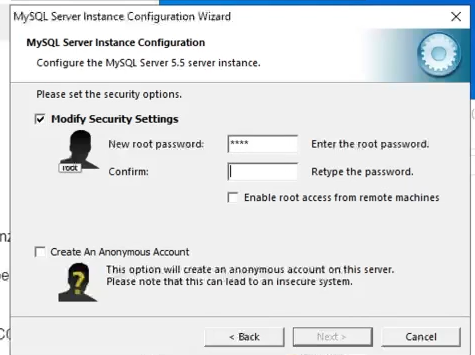 MySQL Server Instance Configuration Wizard
MySQL Server Instance Configuration
Configure the MySQL Server 5.5 server instance.
Please set the security options.
Modify Security Settings
New root password: **** Enter the root password.
root
Confirm: Retype the password.
Enable root access from remote machines
Create An Anonymous Account
This option will create an anonymous account on this server.
Please note that this can lead to an insecure system.
< Back Next > Cancel